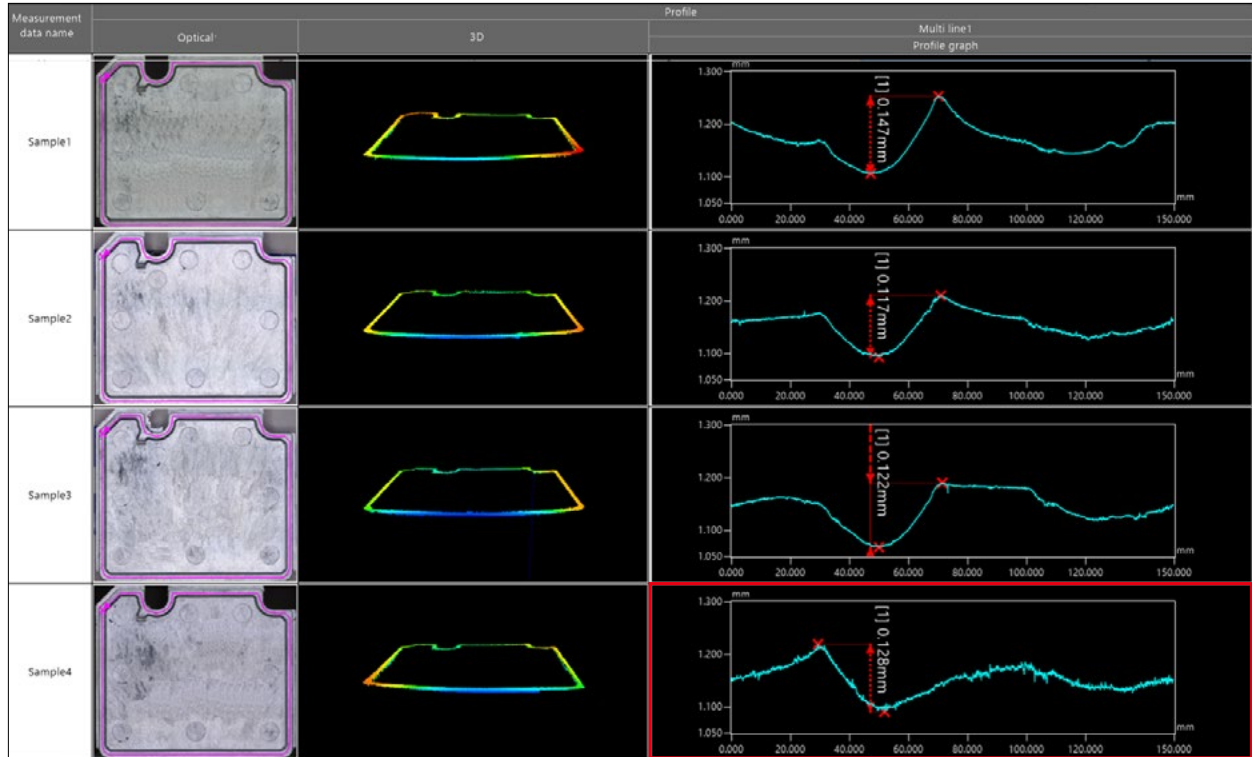 Measurement
data name
Profile
Optical
3D
Multi line1
Profile graph
Sample1
mm
1.300
1.200
1.100
1.050
[1] 0.147mm
0.000 20.000 40.000 60.000 80.000 100.000 120.000 150.000
mm
Sample2
mm
1.300
1.200
1.100
1.050
[1] 0.117mm
0.000 20.000 40.000 60.000 80.000 100.000 120.000 150.000
mm
Sample3
mm
1.300
1.200
1.100
1.050
[1] 0.122mm
0.000 20.000 40.000 60.000 80.000 100.000 120.000 150.000
mm
Sample4
mm
1.300
1.200
1.100
1.050
[1] 0.128mm
0.000 20.000 40.000 60.000 80.000 100.000 120.000 150.000
mm